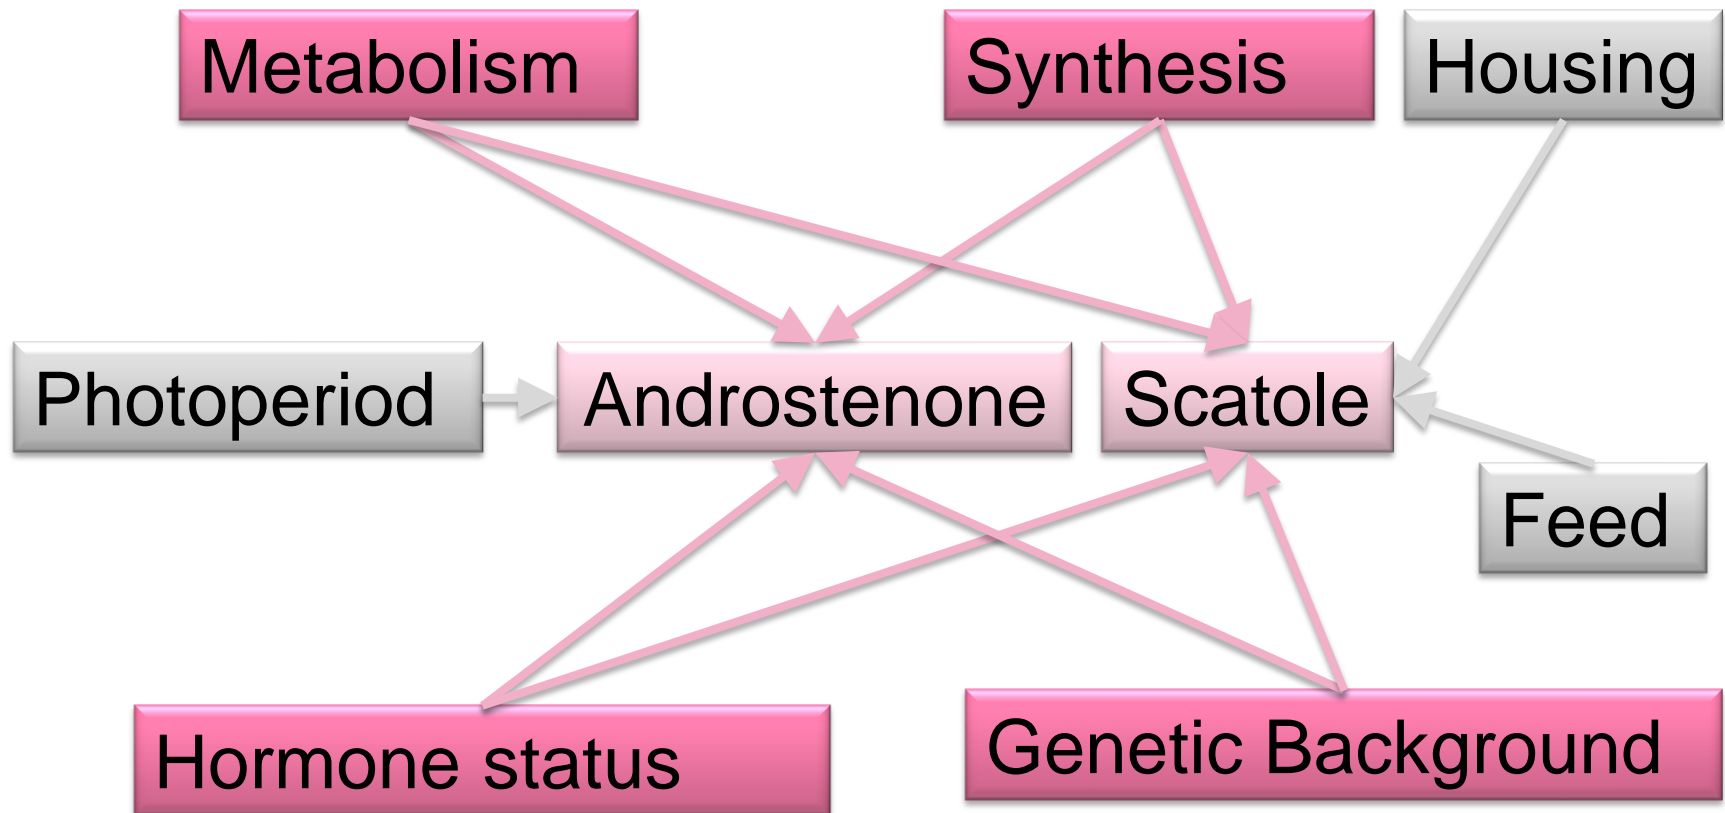 Metabolism
Synthesis
Housing
Photoperiod
Androstenone
Scatole
Feed
Hormone status
Genetic Background